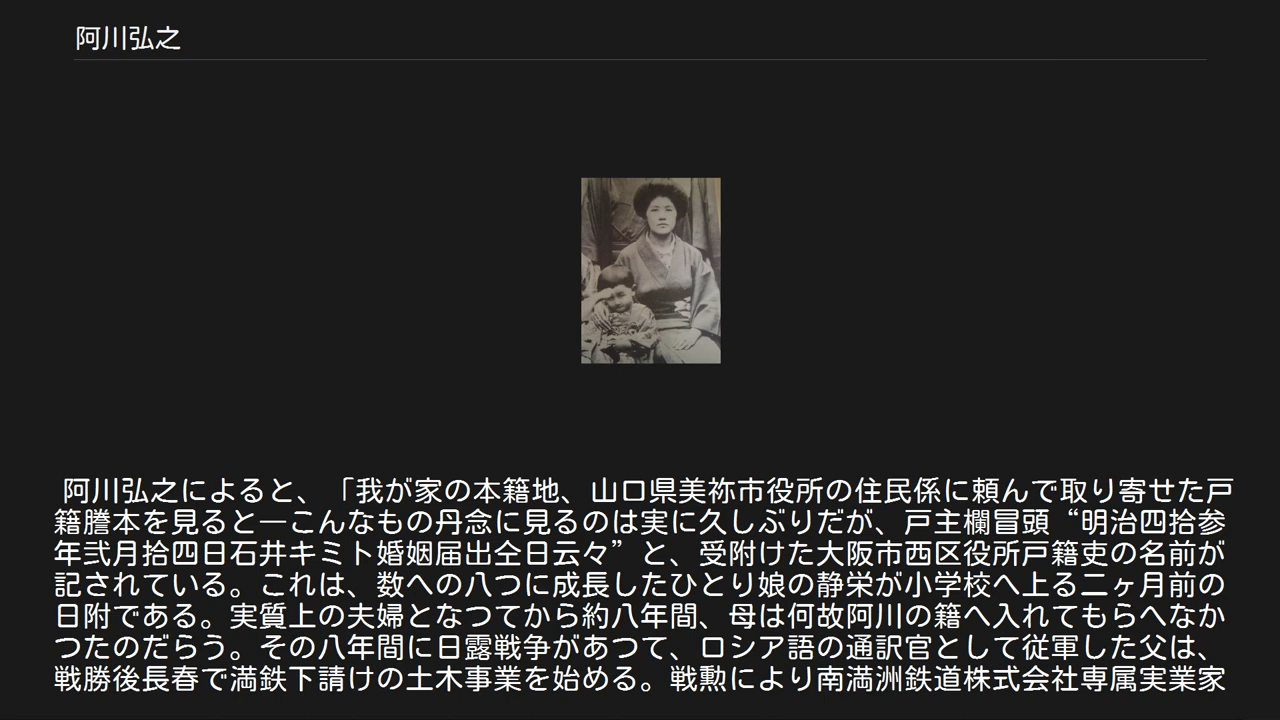 阿川弘之
阿川弘之によると、「我が家の本籍地、山口県美祢市役所の住民係に頼んで取り寄せた戸
籍謄本を見ると―こんなもの丹念に見るのは実に久しぶりだが、戸主欄冒頭“明治四拾参
年弐月拾四日石井キミト婚姻届出仝日云々”と、受附けた大阪市西区役所戸籍吏の名前が
記されている。これは、数への八つに成長したひとり娘の静栄が小学校へ上る二ヶ月前の
日附である。実質上の夫婦となつてから約八年間、母は何故阿川の籍へ入れてもらへなか
つたのだらう。その八年間に日露戦争があつて、ロシア語の通訳官として従軍した父は、
戦勝後長春で満鉄下請けの土木事業を始める。戦勲により南満洲鉄道株式会社専属実業家